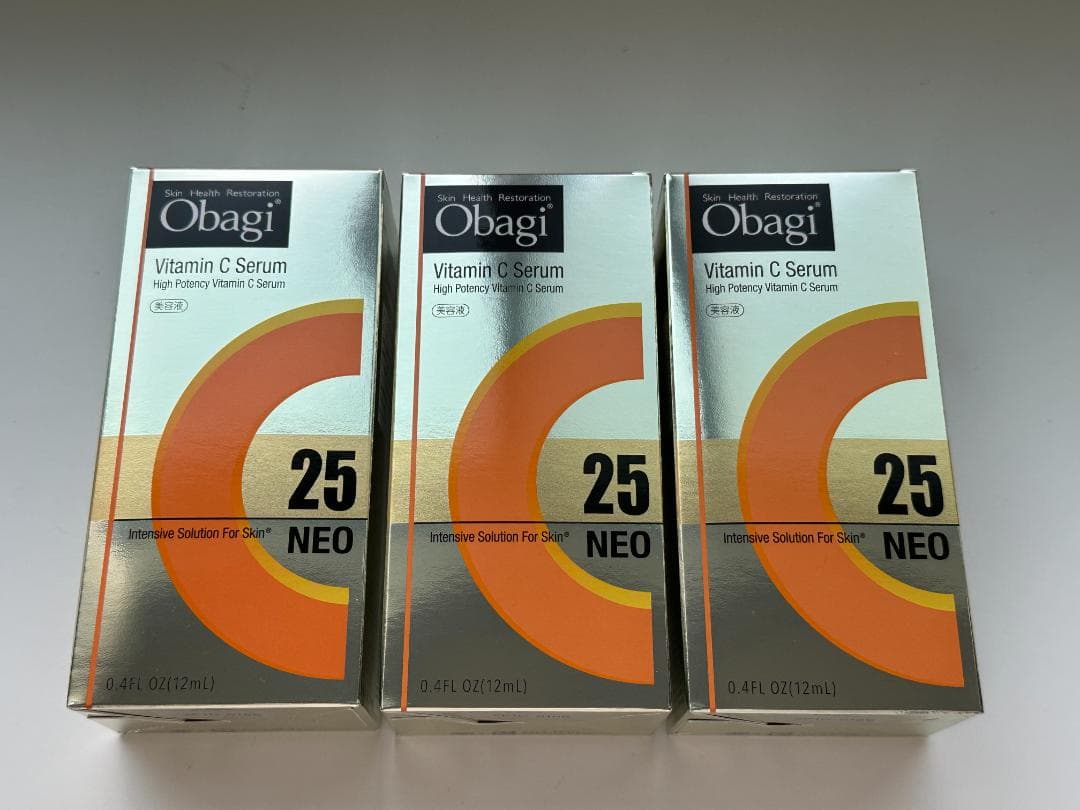 Skin Health Restoration
Obagi®
Vitamin C Serum
High Potency Vitamin C Serum
美容液
25
Intensive Solution For Skin®
NEO
0.4FL OZ(12mL)
Skin Health Restoration
Obagi®
Vitamin C Serum
High Potency Vitamin C Serum
美容液
25
Intensive Solution For Skin®
NEO
0.4FL OZ(12mL)
Skin Health Restoration
Obagi®
Vitamin C Serum
High Potency Vitamin C Serum
美容液
25
Intensive Solution For Skin®
NEO
0.4FL OZ(12mL)